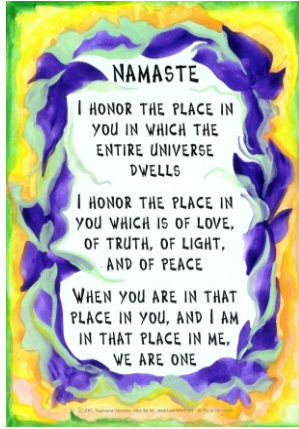 NAMASTE
I HONOR THE PLACE IN
YOU IN WHICH THE
ENTIRE UNIVERSE
DWELLS
I HONOR THE PLACE IN
YOU WHICH IS OF LOVE,
OF TRUTH, OF LIGHT,
AND OF PEACE
WHEN YOU ARE IN THAT
PLACE IN YOU, AND I AM
IN THAT PLACE IN ME,
WE ARE ONE